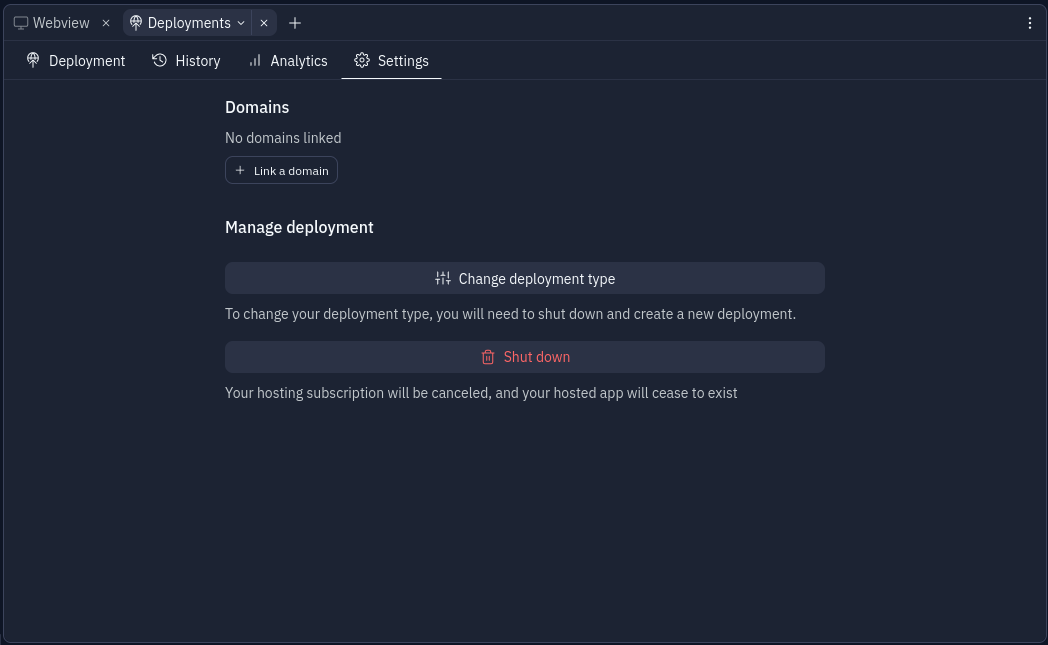 Webview
Deployments
Deployment
History
Analytics
Settings
Domains
No domains linked
Link a domain
Manage deployment
Change deployment type
To change your deployment type, you will need to shut down and create a new deployment.
Shut down
Your hosting subscription will be canceled, and your hosted app will cease to exist